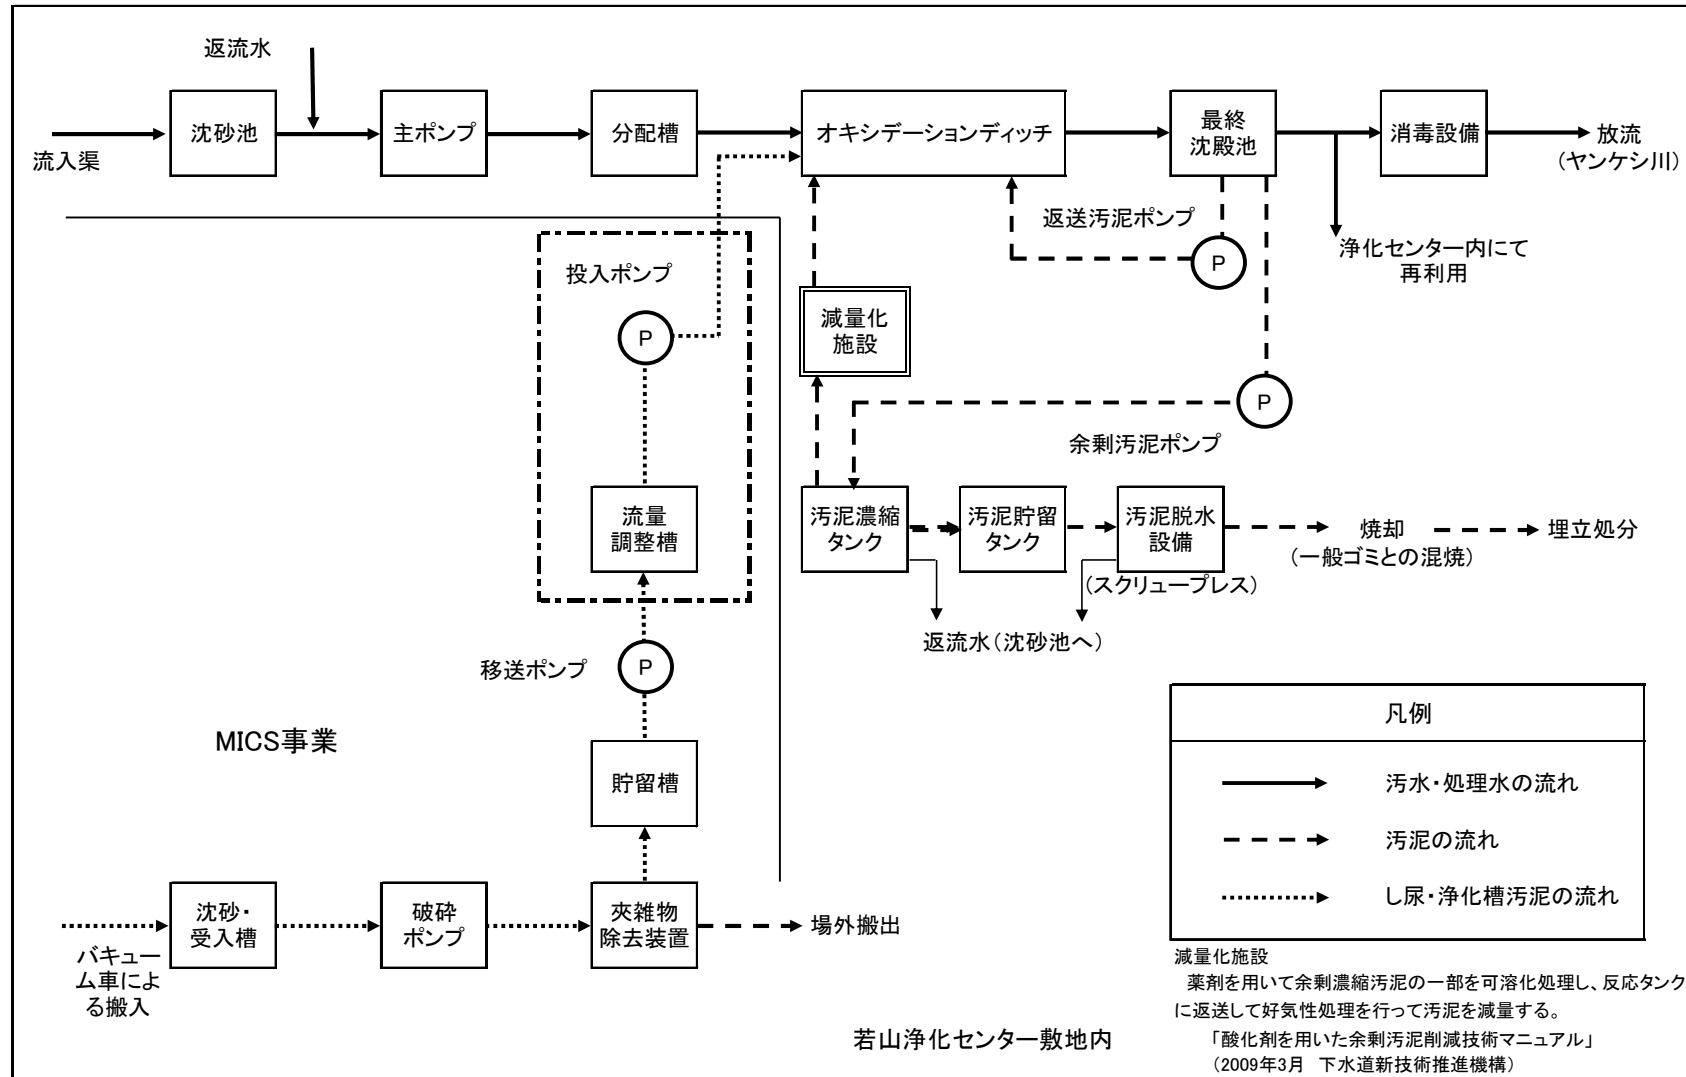 返流水
流入渠
沈砂池
主ポンプ
分配槽
オキシデーションディッチ
最終
沈殿池
消毒設備
放流
(ヤンケシ川)
返送汚泥ポンプ
P
浄化センター内にて
再利用
投入ポンプ
P
減量化
施設
P
余剰汚泥ポンプ
流量
調整槽
汚泥濃縮
タンク
汚泥貯留
タンク
汚泥脱水
設備
(スクリュープレス)
焼却
(一般ゴミとの混焼)
埋立処分
返流水(沈砂池へ)
移送ポンプ
P
MICS事業
貯留槽
沈砂・
受入槽
破砕
ポンプ
夾雑物
除去装置
場外搬出
バキュー
ム車によ
る搬入
凡例
汚水・処理水の流れ
汚泥の流れ
し尿・浄化槽汚泥の流れ
減量化施設
薬剤を用いて余剰濃縮汚泥の一部を可溶化処理し、反応タンク
に返送して好気性処理を行って汚泥を減量する。
「酸化剤を用いた余剰汚泥削減技術マニュアル」
(2009年3月 下水道新技術推進機構)
若山浄化センター敷地内